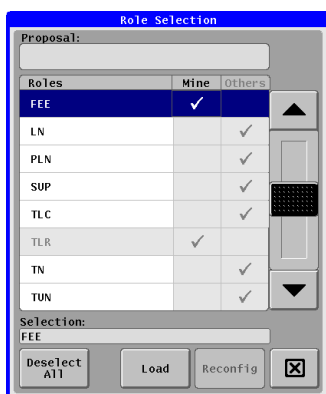 Role Selection
Proposal:
Roles Mine Others
FEE
LN
PLN
SUP
TLC
TLR
TN
TUN
Selection:
FEE
Deselect All
Load
Reconfig